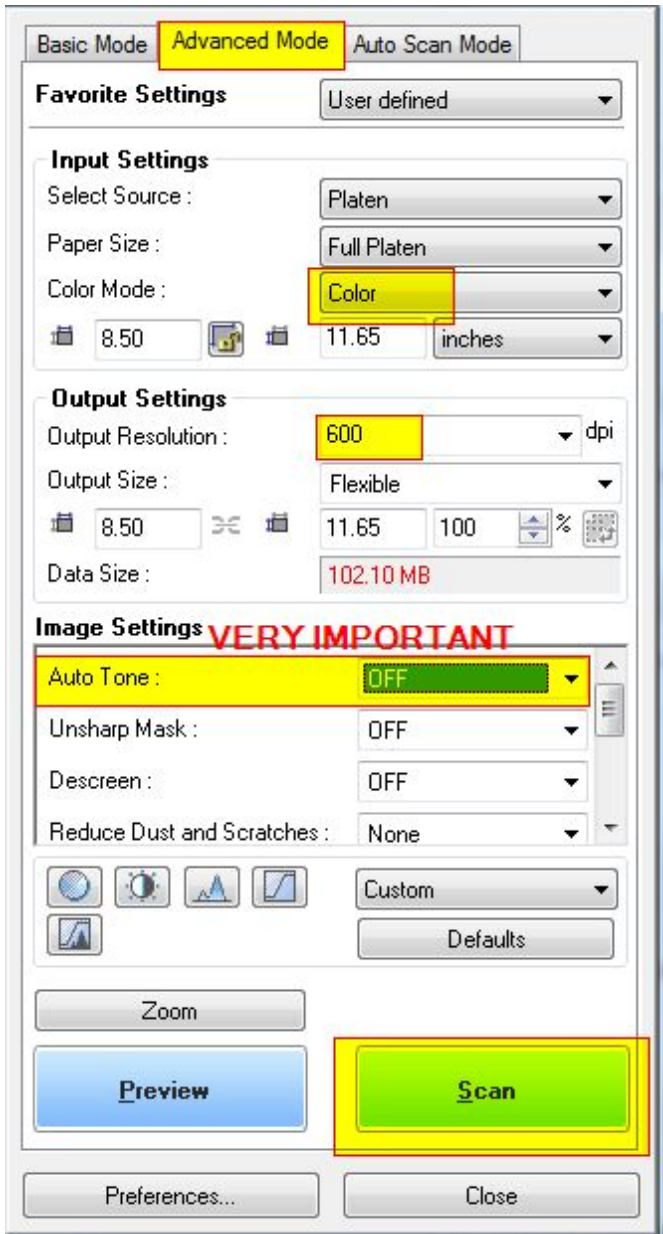 Basic Mode Advanced Mode Auto Scan Mode
Favorite Settings User defined
Input Settings
Select Source : Platen
Paper Size : Full Platen
Color Mode : Color
8.50 11.65 inches
Output Settings
Output Resolution : 600 dpi
Output Size : Flexible
8.50 11.65 100 %
Data Size : 102.10 MB
Image Settings VERY IMPORTANT
Auto Tone : OFF
Unsharp Mask : OFF
Descreen : OFF
Reduce Dust and Scratches : None
Custom
Defaults
Zoom
Preview Scan
Preferences... Close